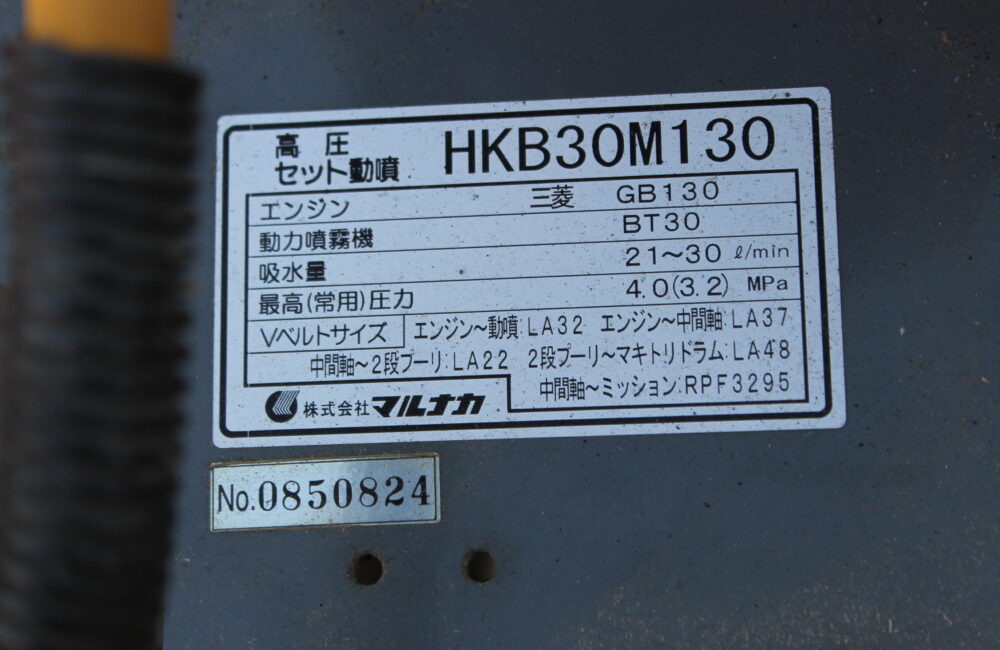 高圧
セット動噴 HKB30M130
エンジン 三菱 GB130
動力噴霧機 BT30
吸水量 21〜30 ℓ/min
最高(常用)圧力 4.0(3.2) MPa
Vベルトサイズ エンジン〜動噴:LA32 エンジン〜中間軸:LA37
中間軸〜2段プーリ:LA22 2段プーリ〜マキトリドラム:LA48
中間軸〜ミッション:RPF3295
株式会社マルナカ
No.0850824